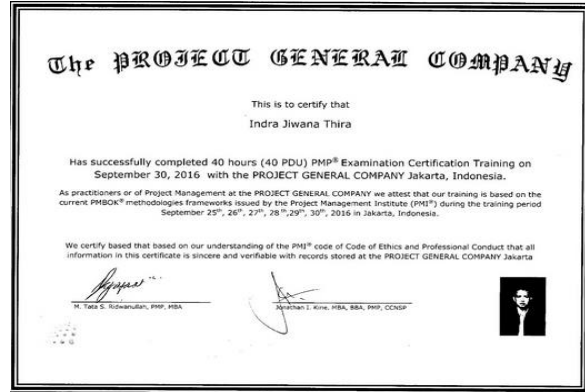 The PROJECT GENERAL COMPANY
This is to certify that
Indra Jiwana Thira
Has successfully completed 40 hours (40 PDU) PMP® Examination Certification Training on
September 30, 2016 with the PROJECT GENERAL COMPANY Jakarta, Indonesia.
As practitioners or of Project Management at the PROJECT GENERAL COMPANY we attest that our training is based on the
current PMBOK® methodologies frameworks issued by the Project Management Institute (PMI®) during the training period
September 25th, 26th, 27th, 28th,29th, 30th, 2016 in Jakarta, Indonesia.
We certify based that based on our understanding of the PMI® code of Code of Ethics and Professional Conduct that all
information in this certificate is sincere and verifiable with records stored at the PROJECT GENERAL COMPANY Jakarta
M. Tata S. Ridwanullah, PMP, MBA
Jonathan I. Kine, MBA, BBA, PMP, CCNSP